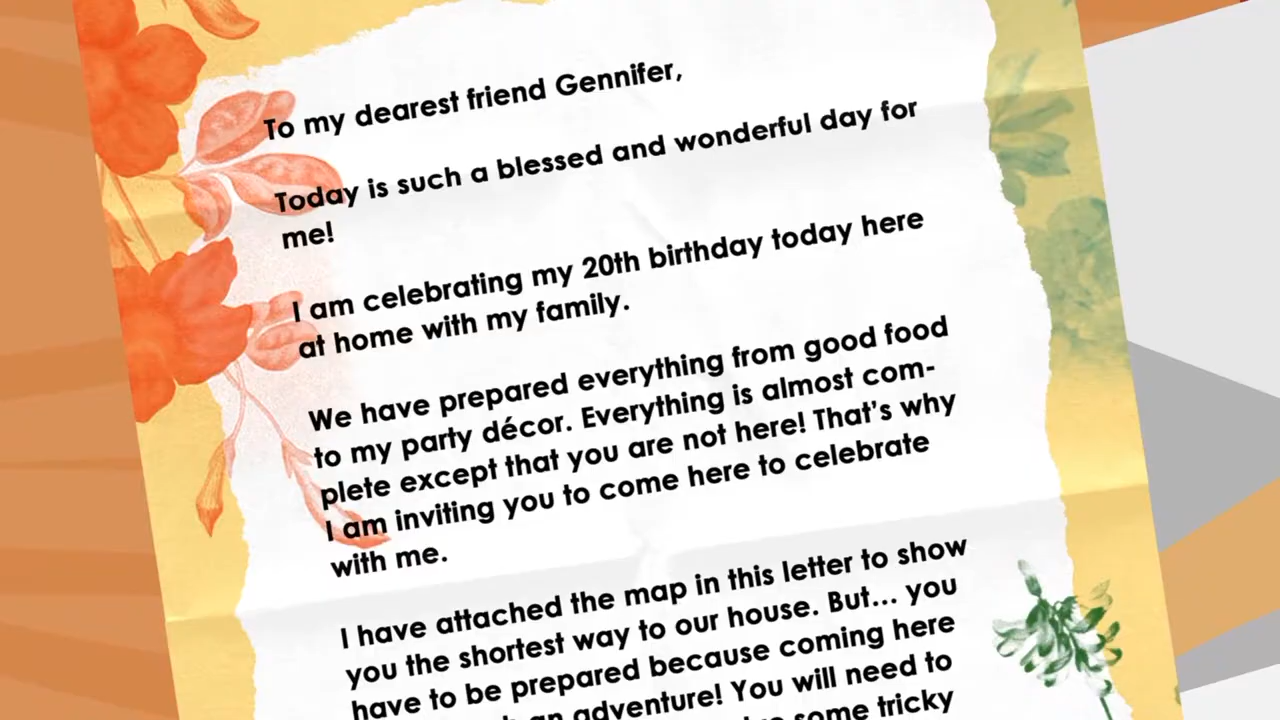 To my dearest friend Gennifer,
Today is such a blessed and wonderful day for
me!
I am celebrating my 20th birthday today here
at home with my family.
We have prepared everything from good food
to my party décor. Everything is almost com-
plete except that you are not here! That's why
I am inviting you to come here to celebrate
with me.
I have attached the map in this letter to show
you the shortest way to our house. But... you
have to be prepared because coming here
an adventure! You will need to
some tricky